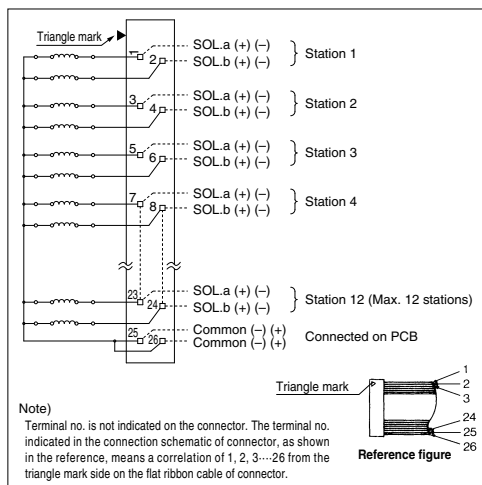 Triangle mark
1 SOL.a (+) (–)
2 SOL.b (+) (–)
Station 1
3 SOL.a (+) (–)
4 SOL.b (+) (–)
Station 2
5 SOL.a (+) (–)
6 SOL.b (+) (–)
Station 3
7 SOL.a (+) (–)
8 SOL.b (+) (–)
Station 4
23 SOL.a (+) (–)
24 SOL.b (+) (–)
Station 12 (Max. 12 stations)
25 Common (–) (+)
26 Common (–) (+)
Connected on PCB
Triangle mark
1
2
3
24
25
26
Reference figure
Note)
Terminal no. is not indicated on the connector. The terminal no.
indicated in the connection schematic of connector, as shown
in the reference, means a correlation of 1, 2, 3····26 from the
triangle mark side on the flat ribbon cable of connector.